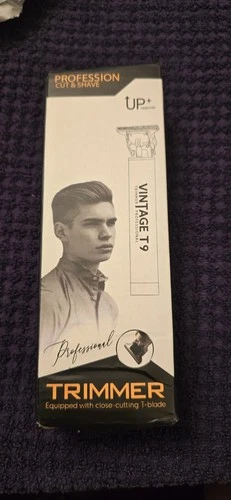 PROFESSION
CUT & SHAVE
UP+
VINTAGE T9
Professional
TRIMMER
Equipped with close-cutting T-blade